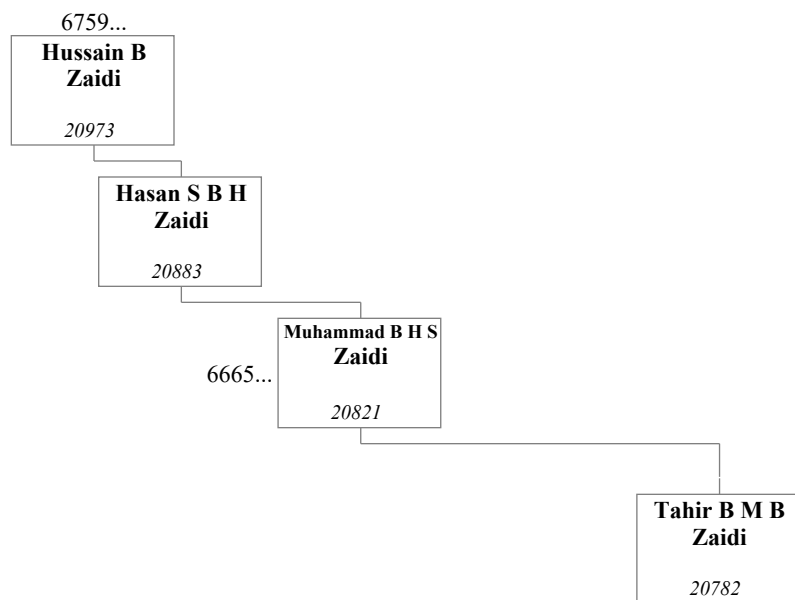 6759...
Hussain B
Zaidi
20973
Hasan S B H
Zaidi
20883
Muhammad B H S
Zaidi
6665...
20821
Tahir B M B
Zaidi
20782